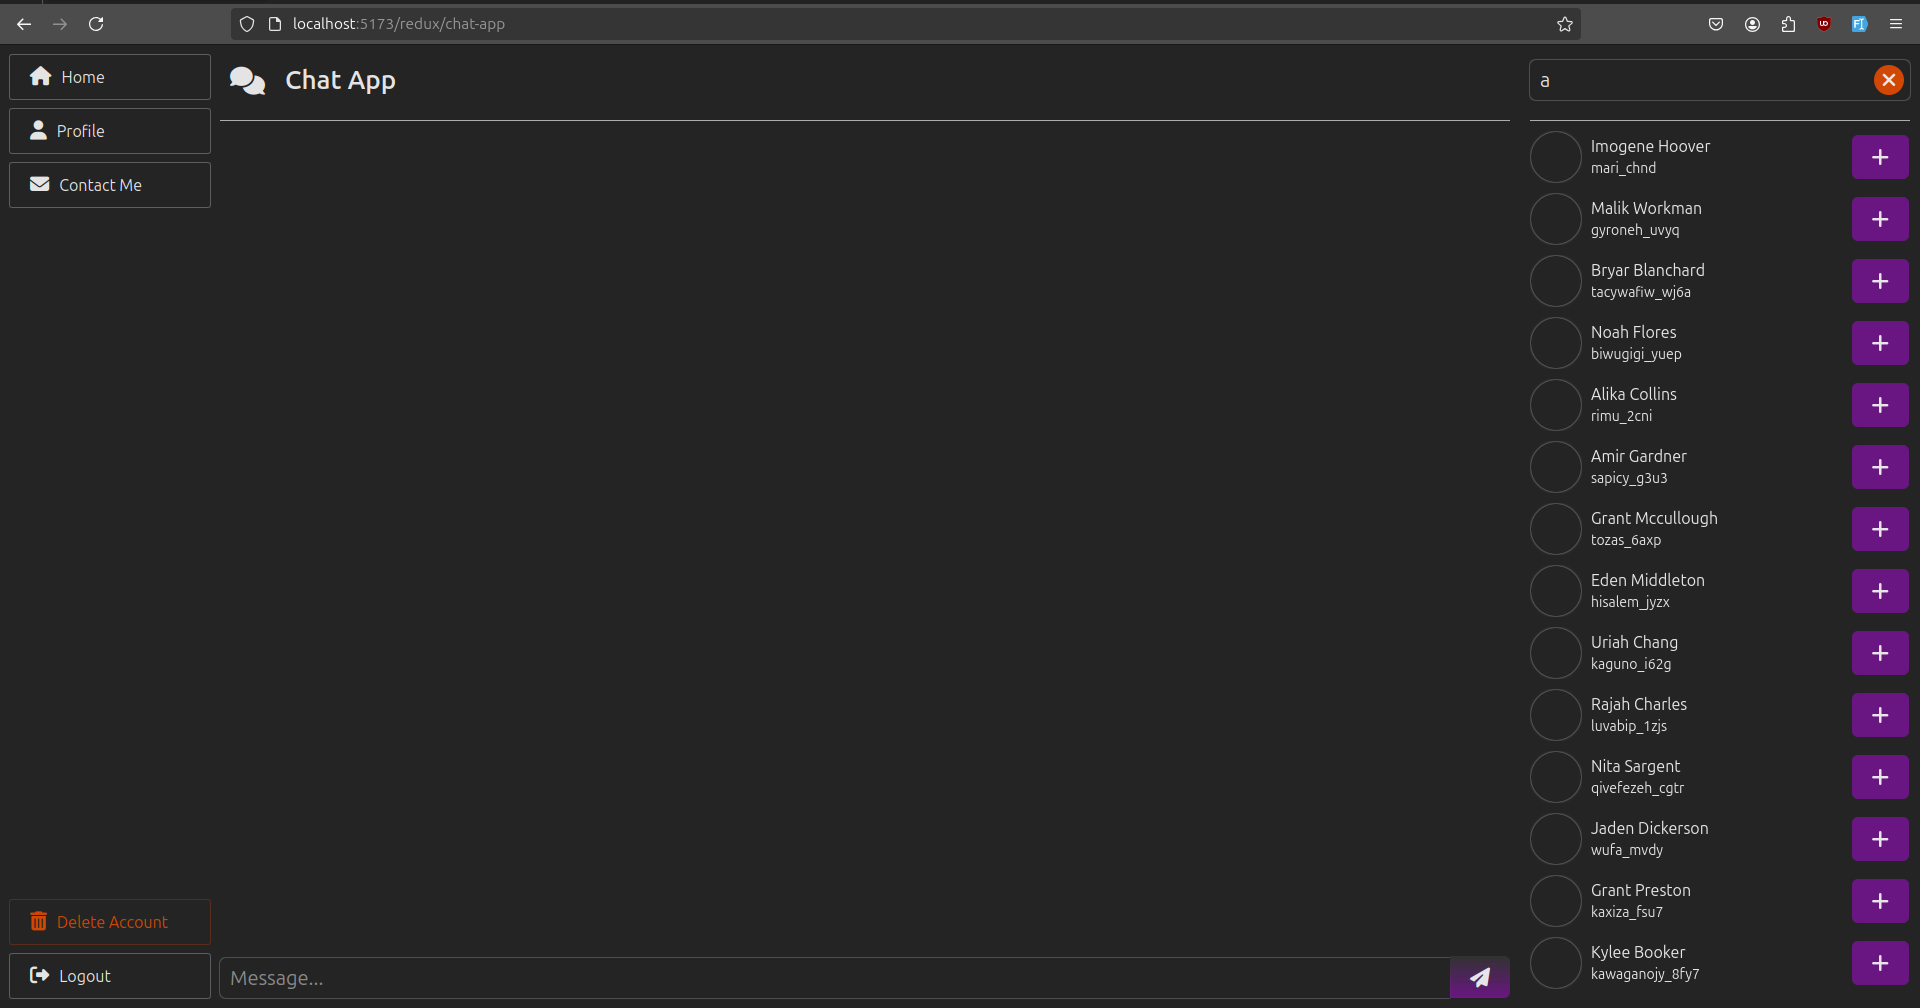 localhost:5173/redux/chat-app
Home
Profile
Contact Me
Delete Account
Logout
Chat App
Message...
a
Imogene Hoover
mari_chnd
Malik Workman
gyroneh_uvyq
Bryar Blanchard
tacywafiw_wj6a
Noah Flores
biwugigi_yuep
Alika Collins
rimu_2cni
Amir Gardner
sapicy_g3u3
Grant Mccullough
tozas_6axp
Eden Middleton
hisalem_jyzx
Uriah Chang
kaguno_i62g
Rajah Charles
luvabip_1zjs
Nita Sargent
qivefezeh_cgtr
Jaden Dickerson
wufa_mvdy
Grant Preston
kaxiza_fsu7
Kylee Booker
kawaganojy_8fy7